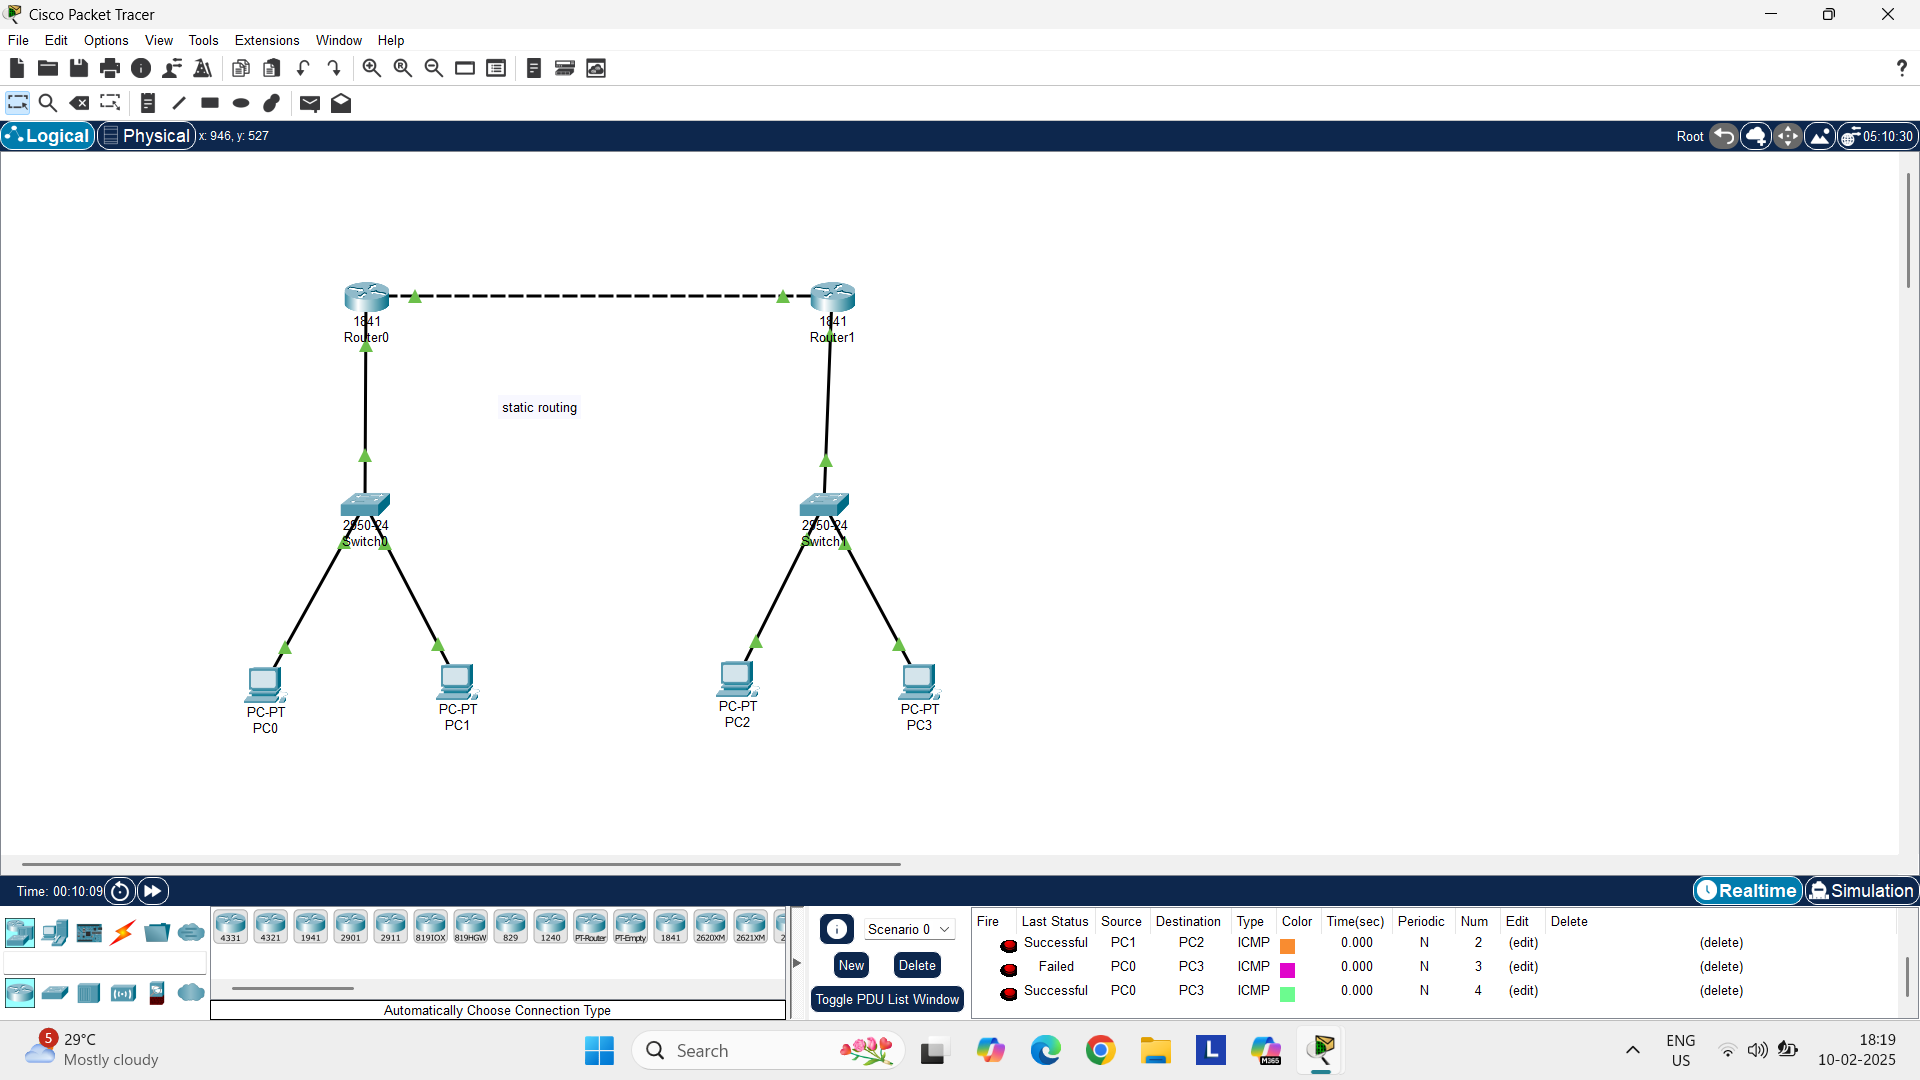 Cisco Packet Tracer
File Edit Options View Tools Extensions Window Help
?
Logical Physical x: 946, y: 527 Root 05:10:30
1841
Router0
1841
Router1
static routing
2950-24
Switch0
2950-24
Switch1
PC-PT
PC0
PC-PT
PC1
PC-PT
PC2
PC-PT
PC3
Time: 00:10:09 Realtime Simulation
4331 4321 1941 2901 2911 819IOX 819HGW 829 1240 PT-Router PT-Empty 1841 2620XM 2621XM
Automatically Choose Connection Type
Scenario 0
New Delete
Toggle PDU List Window
Fire Last Status Source Destination Type Color Time(sec) Periodic Num Edit Delete
Successful PC1 PC2 ICMP 0.000 N 2 (edit) (delete)
Failed PC0 PC3 ICMP 0.000 N 3 (edit) (delete)
Successful PC0 PC3 ICMP 0.000 N 4 (edit) (delete)
5
29°C
Mostly cloudy
Search
L
M365
ENG
US
18:19
10-02-2025